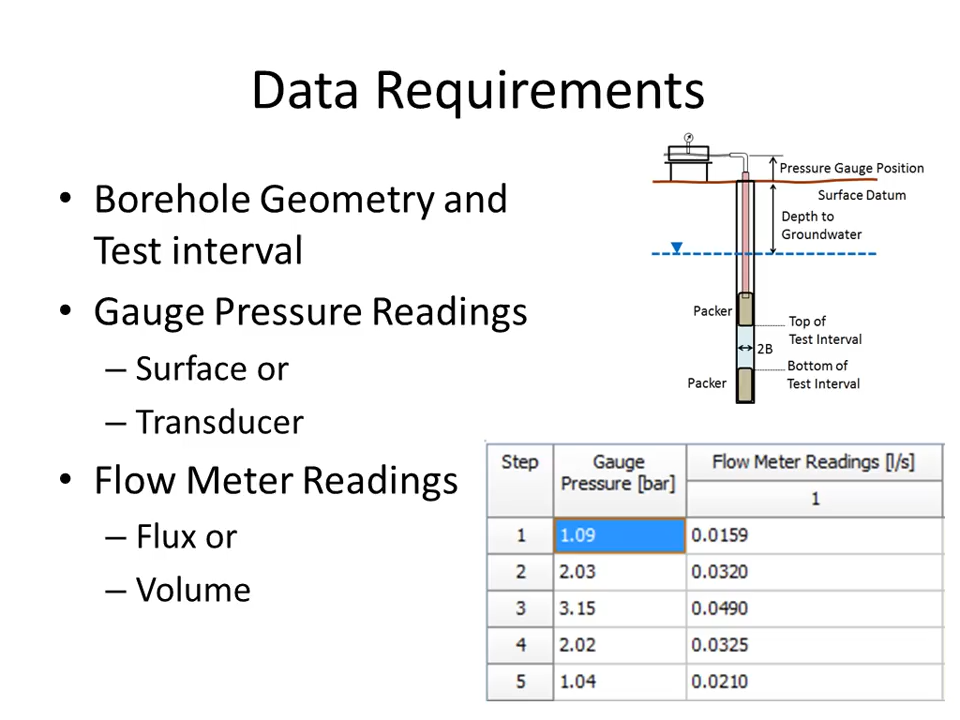 Data Requirements
• Borehole Geometry and
Test interval
• Gauge Pressure Readings
– Surface or
– Transducer
• Flow Meter Readings
– Flux or
– Volume
Pressure Gauge Position
Surface Datum
Depth to
Groundwater
Packer
Top of
Test Interval
2B
Bottom of
Test Interval
Packer
Step Gauge Pressure [bar] Flow Meter Readings [l/s]
1
1 1.09 0.0159
2 2.03 0.0320
3 3.15 0.0490
4 2.02 0.0325
5 1.04 0.0210